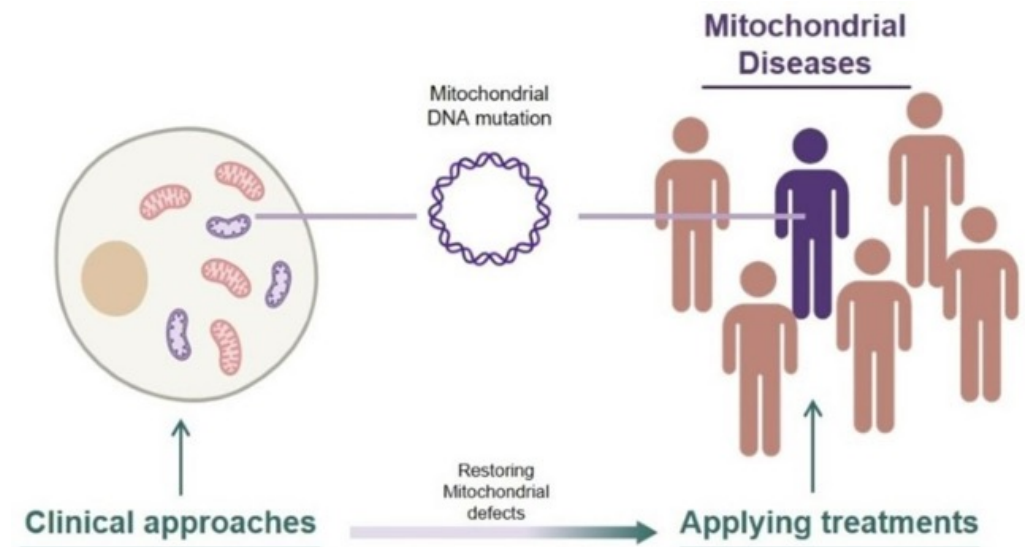 Mitochondrial
Diseases
Mitochondrial
DNA mutation
Restoring
Mitochondrial
defects
Clinical approaches
Applying treatments